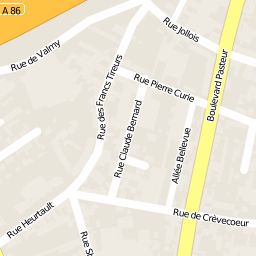 A 86
Rue Jollois
Rue de Valmy
Rue des Francs Tireurs
Rue Pierre Curie
Boulevard Pasteur
Rue Claude Bernard
Allée Bellevue
Rue Heurtault
Rue de Crèvecoeur